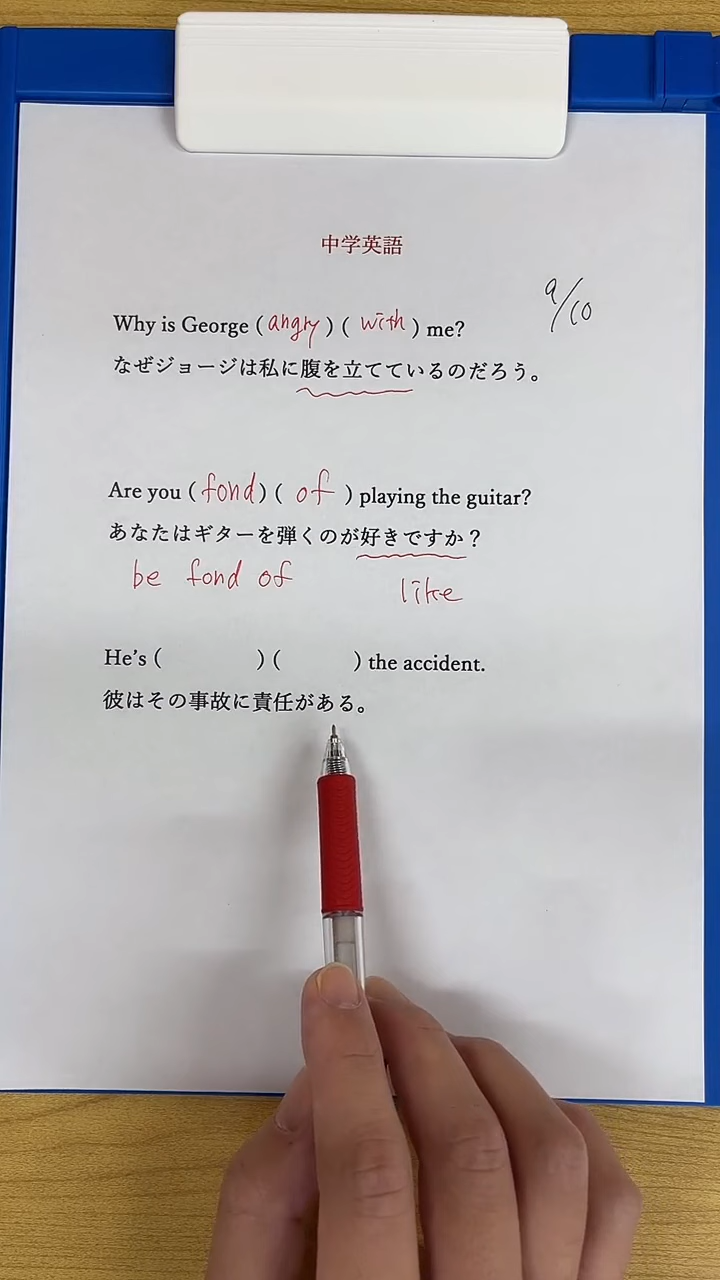 中学英語
9/10
Why is George (angry)(with) me?
なぜジョージは私に腹を立てているのだろう。
Are you (fond)(of) playing the guitar?
あなたはギターを弾くのが好きですか？
be fond of like
He's ( )( ) the accident.
彼はその事故に責任がある。